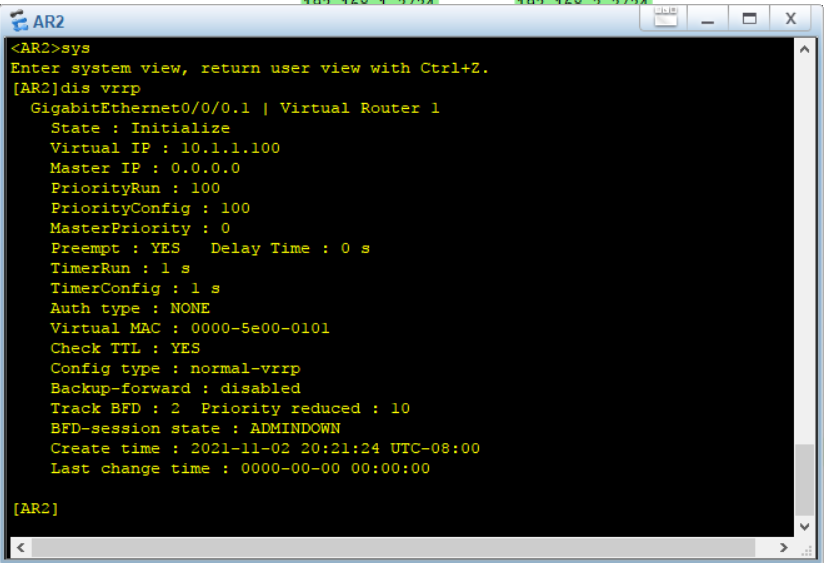 AR2
X
<AR2>sys
Enter system view, return user view with Ctrl+Z.
[AR2]dis vrrp
  GigabitEthernet0/0/0.1 | Virtual Router 1
    State : Initialize
    Virtual IP : 10.1.1.100
    Master IP : 0.0.0.0
    PriorityRun : 100
    PriorityConfig : 100
    MasterPriority : 0
    Preempt : YES   Delay Time : 0 s
    TimerRun : 1 s
    TimerConfig : 1 s
    Auth type : NONE
    Virtual MAC : 0000-5e00-0101
    Check TTL : YES
    Config type : normal-vrrp
    Backup-forward : disabled
    Track BFD : 2  Priority reduced : 10
    BFD-session state : ADMINDOWN
    Create time : 2021-11-02 20:21:24 UTC-08:00
    Last change time : 0000-00-00 00:00:00
[AR2]